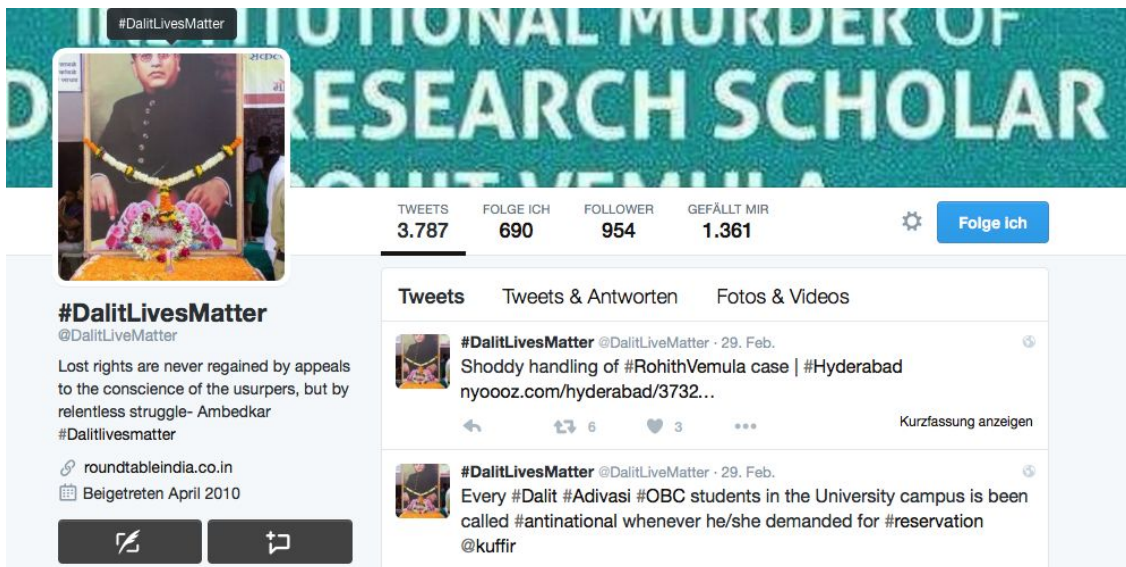 #DalitLivesMatter
INSTITUTIONAL MURDER OF
RESEARCH SCHOLAR
ROHIT VEMULA
TWEETS FOLGE ICH FOLLOWER GEFÄLLT MIR
3.787 690 954 1.361
Folge ich
#DalitLivesMatter
@DalitLiveMatter
Lost rights are never regained by appeals
to the conscience of the usurpers, but by
relentless struggle- Ambedkar
#Dalitlivesmatter
roundtableindia.co.in
Beigetreten April 2010
Tweets Tweets & Antworten Fotos & Videos
#DalitLivesMatter @DalitLiveMatter · 29. Feb.
Shoddy handling of #RohithVemula case | #Hyderabad
nyoooz.com/hyderabad/3732…
6 3
Kurzfassung anzeigen
#DalitLivesMatter @DalitLiveMatter · 29. Feb.
Every #Dalit #Adivasi #OBC students in the University campus is been
called #antinational whenever he/she demanded for #reservation
@kuffir